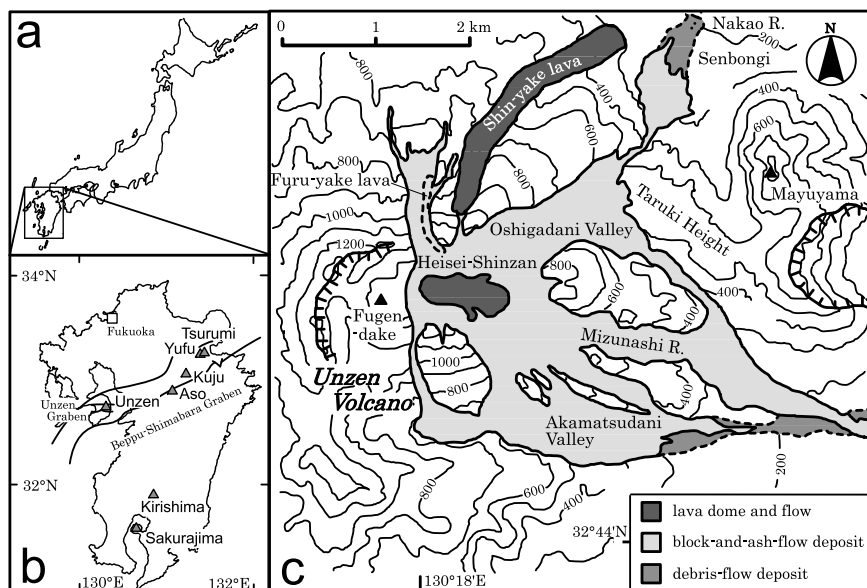 a
34°N
Fukuoka
Tsurumi
Yufu
Kuju
Unzen
Aso
Unzen
Graben
Beppu-Shimabara Graben
32°N
Kirishima
Sakurajima
b
130°E
132°E
0
1
2 km
Nakao R.
200
Senbongi
N
800
Shin-yake lava
400
400
600
600
800
800
Furu-yake lava
Mayuyama
1000
Oshigadani Valley
Taruki Height
1200
Heisei-Shinzan
800
600
400
Fugen
-dake
Mizunashi R.
1000
800
Unzen
Volcano
400
Akamatsudani
Valley
200
800
600
400
32°44'N
c
130°18'E
lava dome and flow
block-and-ash-flow deposit
debris-flow deposit